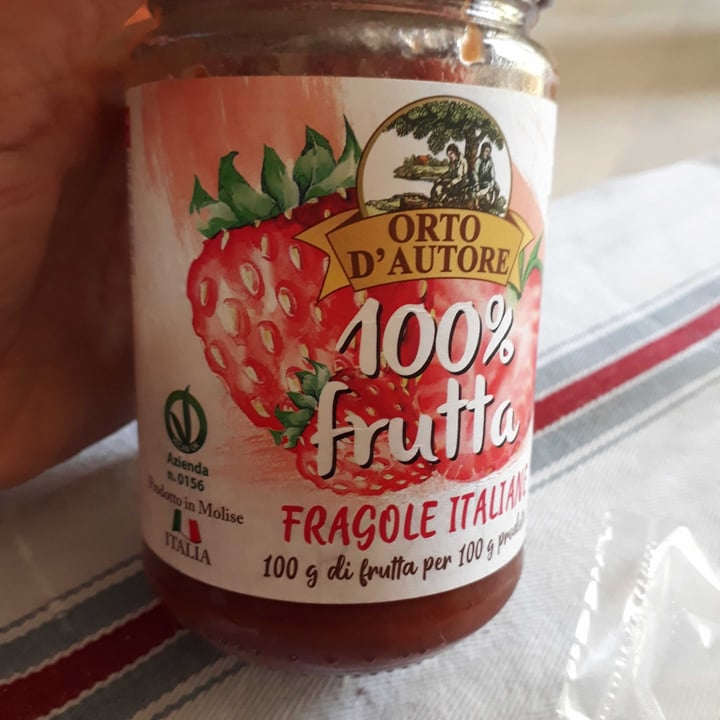 ORTO
D'AUTORE
100%
frutta
FRAGOLE ITALIANE
100 g di frutta per 100 g
Azienda
n. 0156
Prodotto in Molise
ITALIA